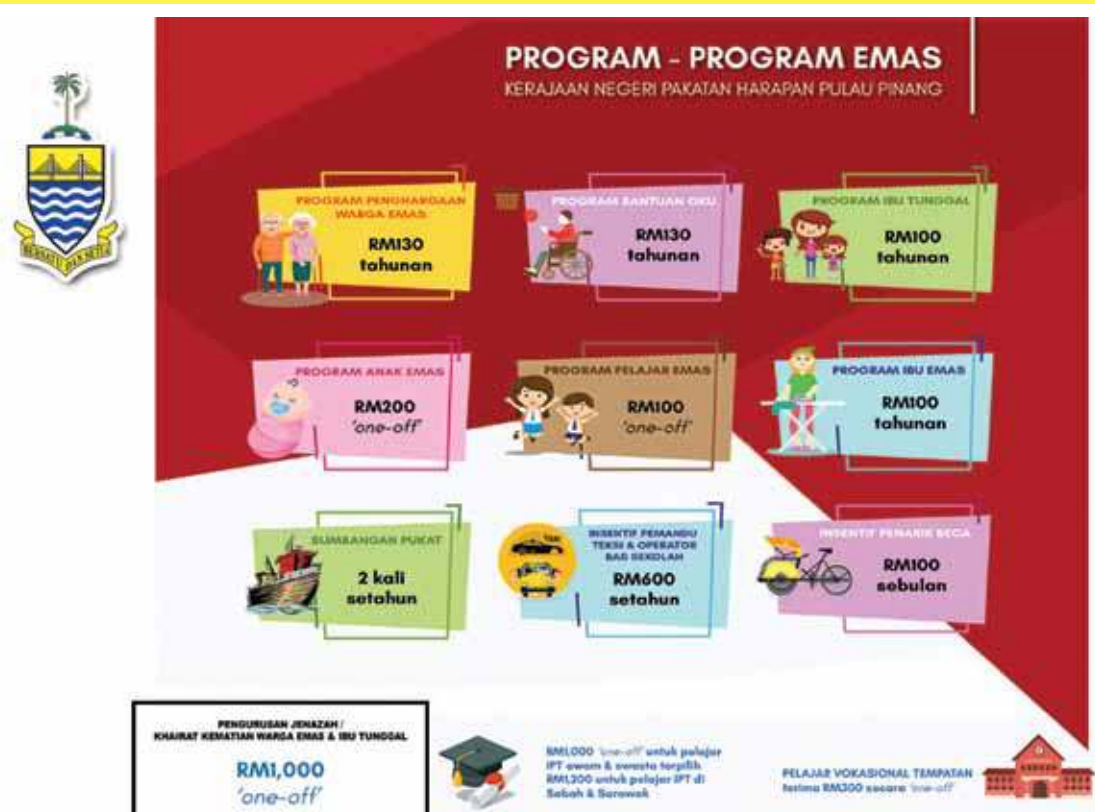 PROGRAM - PROGRAM EMAS
KERAJAAN NEGERI PAKATAN HARAPAN PULAU PINANG
BERSATU DAN SETIA
PROGRAM PENGHARGAAN
WARGA EMAS
RM130
tahunan
PROGRAM BANTUAN OKU
RM130
tahunan
PROGRAM IBU TUNGGAL
RM100
tahunan
PROGRAM ANAK EMAS
RM200
'one-off'
PROGRAM PELAJAR EMAS
RM100
'one-off'
PROGRAM IBU EMAS
RM100
tahunan
SUMBANGAN PUKAT
2 kali
setahun
TAXI
INSENTIF PEMANDU
TEKSI & OPERATOR
BAS SEKOLAH
RM600
setahun
INSENTIF PENARIK BECA
RM100
sebulan
PENGURUSAN JENAZAH /
KHAIRAT KEMATIAN WARGA EMAS & IBU TUNGGAL
RM1,000
'one-off'
RM1,000 'one-off' untuk pelajar
IPT awam & swasta terpilih
RM1,200 untuk pelajar IPT di
Sabah & Sarawak
PELAJAR VOKASIONAL TEMPATAN
terima RM300 secara 'one-off'